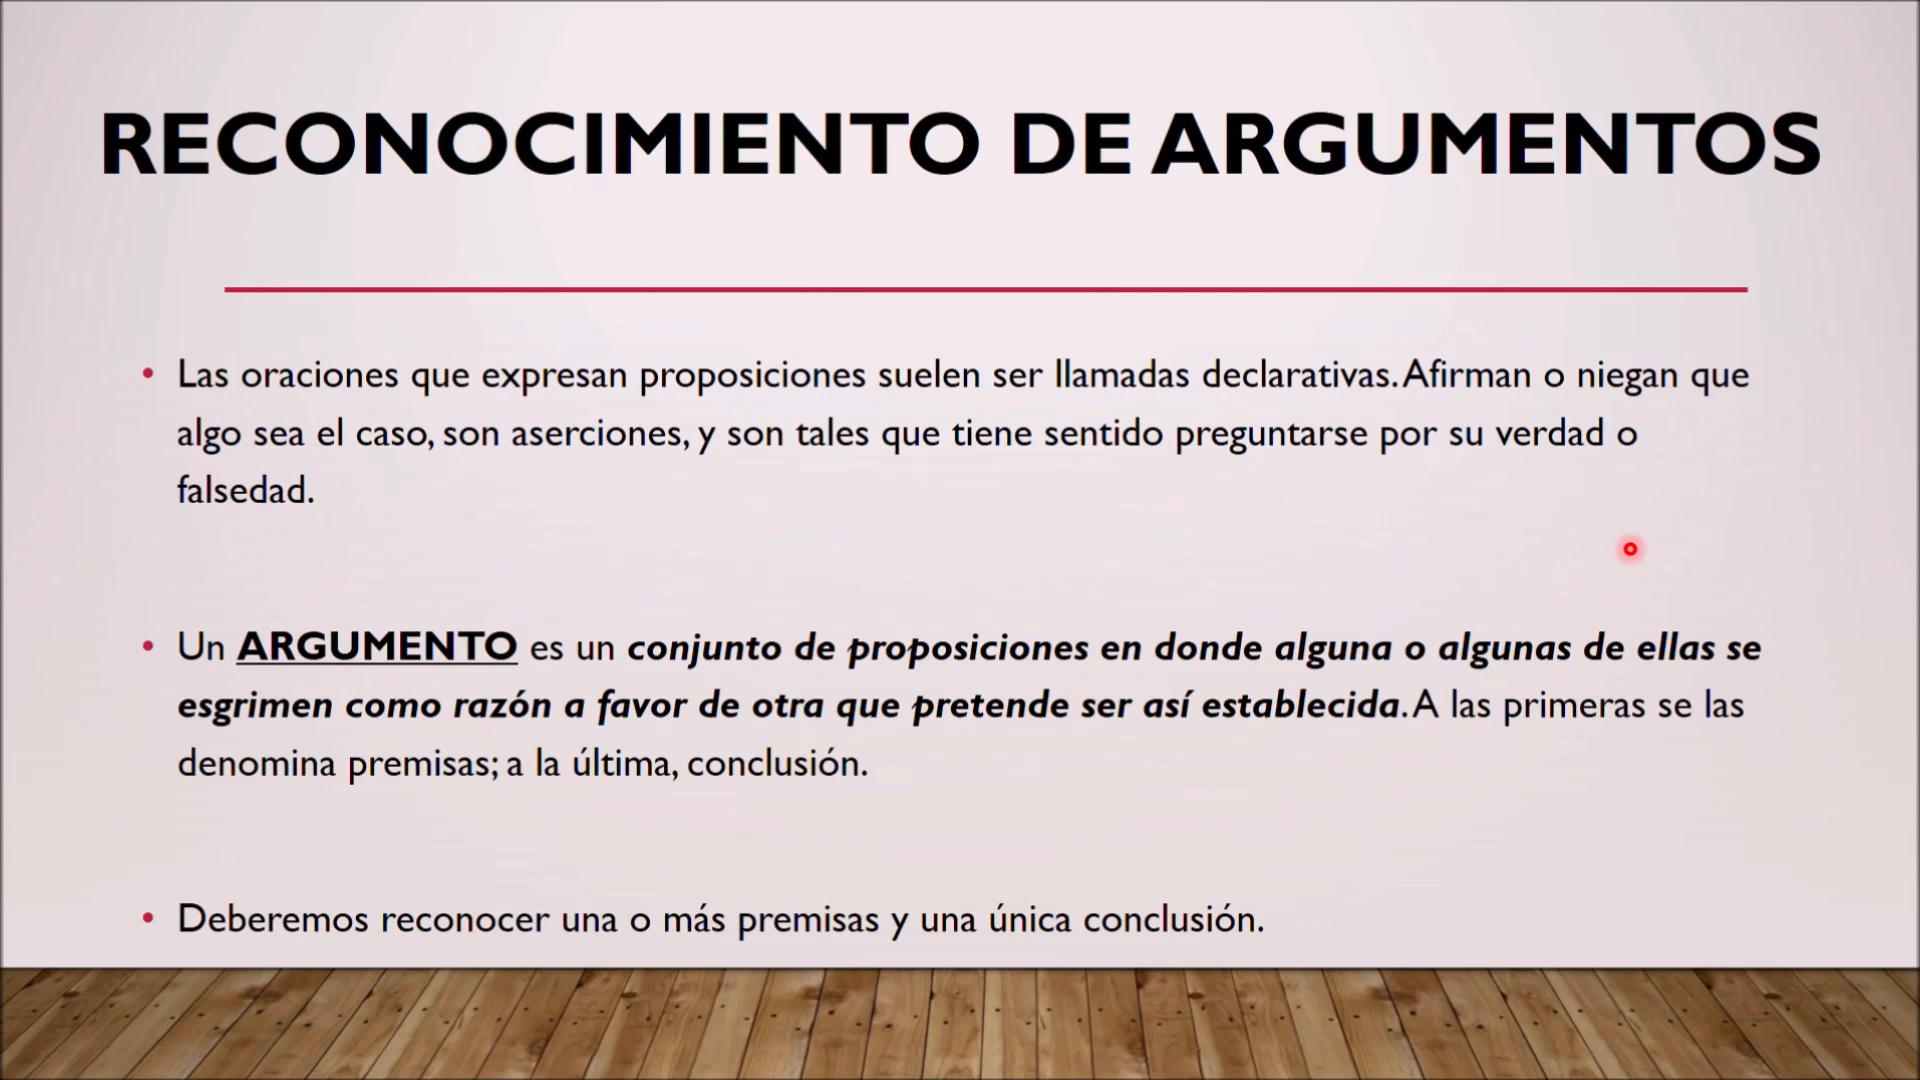 RECONOCIMIENTO DE ARGUMENTOS
• Las oraciones que expresan proposiciones suelen ser llamadas declarativas. Afirman o niegan que
algo sea el caso, son aserciones, y son tales que tiene sentido preguntarse por su verdad o
falsedad.
• Un ARGUMENTO es un conjunto de proposiciones en donde alguna o algunas de ellas se
esgrimen como razón a favor de otra que pretende ser así establecida. A las primeras se las
denomina premisas; a la última, conclusión.
• Deberemos reconocer una o más premisas y una única conclusión.